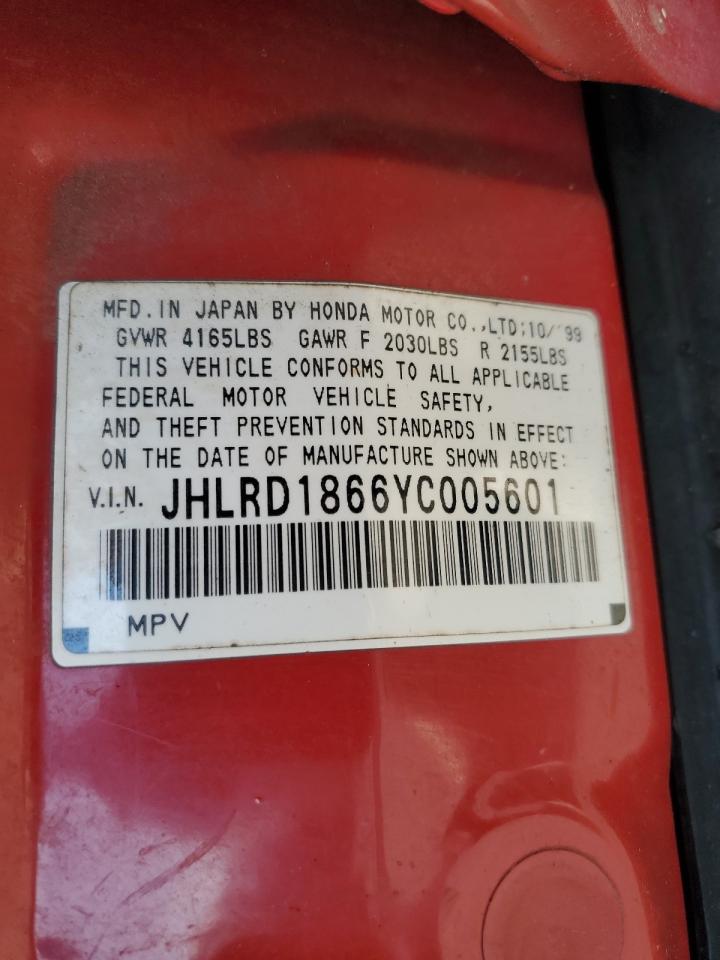 MFD. IN JAPAN BY HONDA MOTOR CO.,LTD;10/'99
GVWR 4165LBS GAWR F 2030LBS R 2155LBS
THIS VEHICLE CONFORMS TO ALL APPLICABLE
FEDERAL MOTOR VEHICLE SAFETY,
AND THEFT PREVENTION STANDARDS IN EFFECT
ON THE DATE OF MANUFACTURE SHOWN ABOVE:
V.I.N. JHLRD1866YC005601
MPV